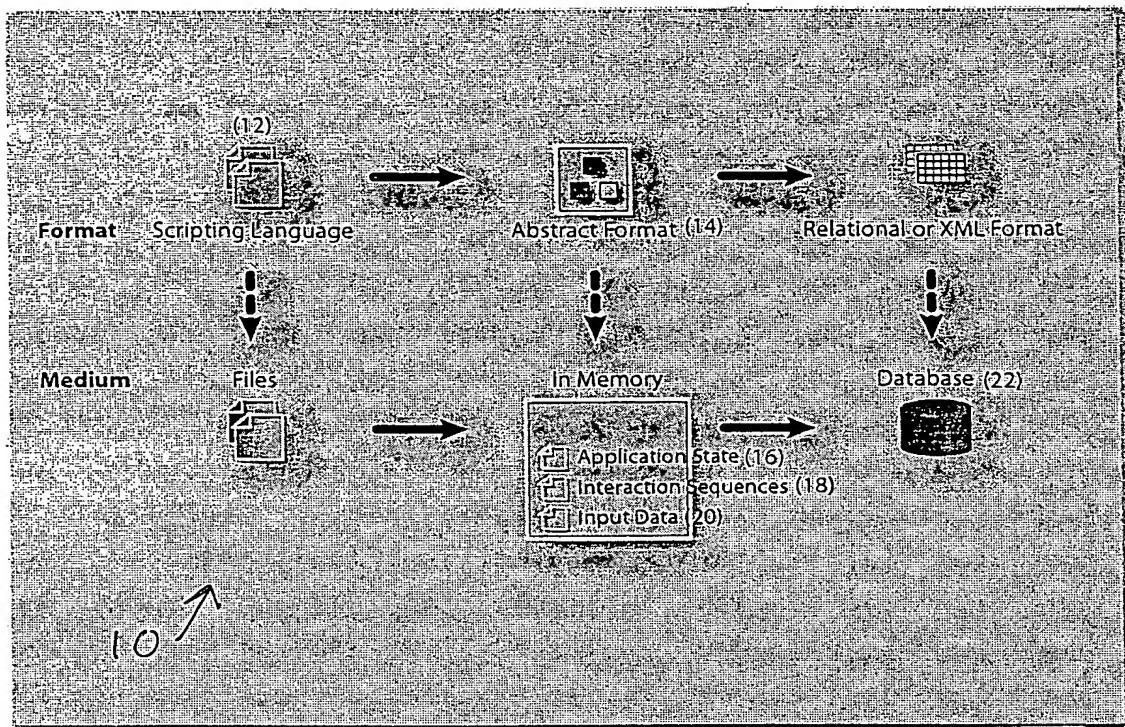 (12)
Format Scripting Language Abstract Format (14) Relational or XML Format
Medium Files In Memory Database (22)
Application State (16)
Interaction Sequences (18)
Input Data (20)
10